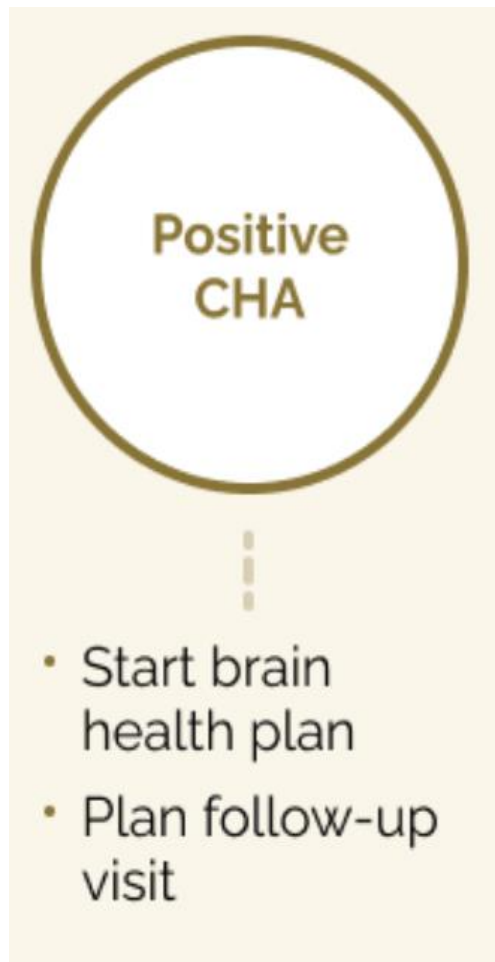 Positive
CHA
• Start brain
health plan
• Plan follow-up
visit